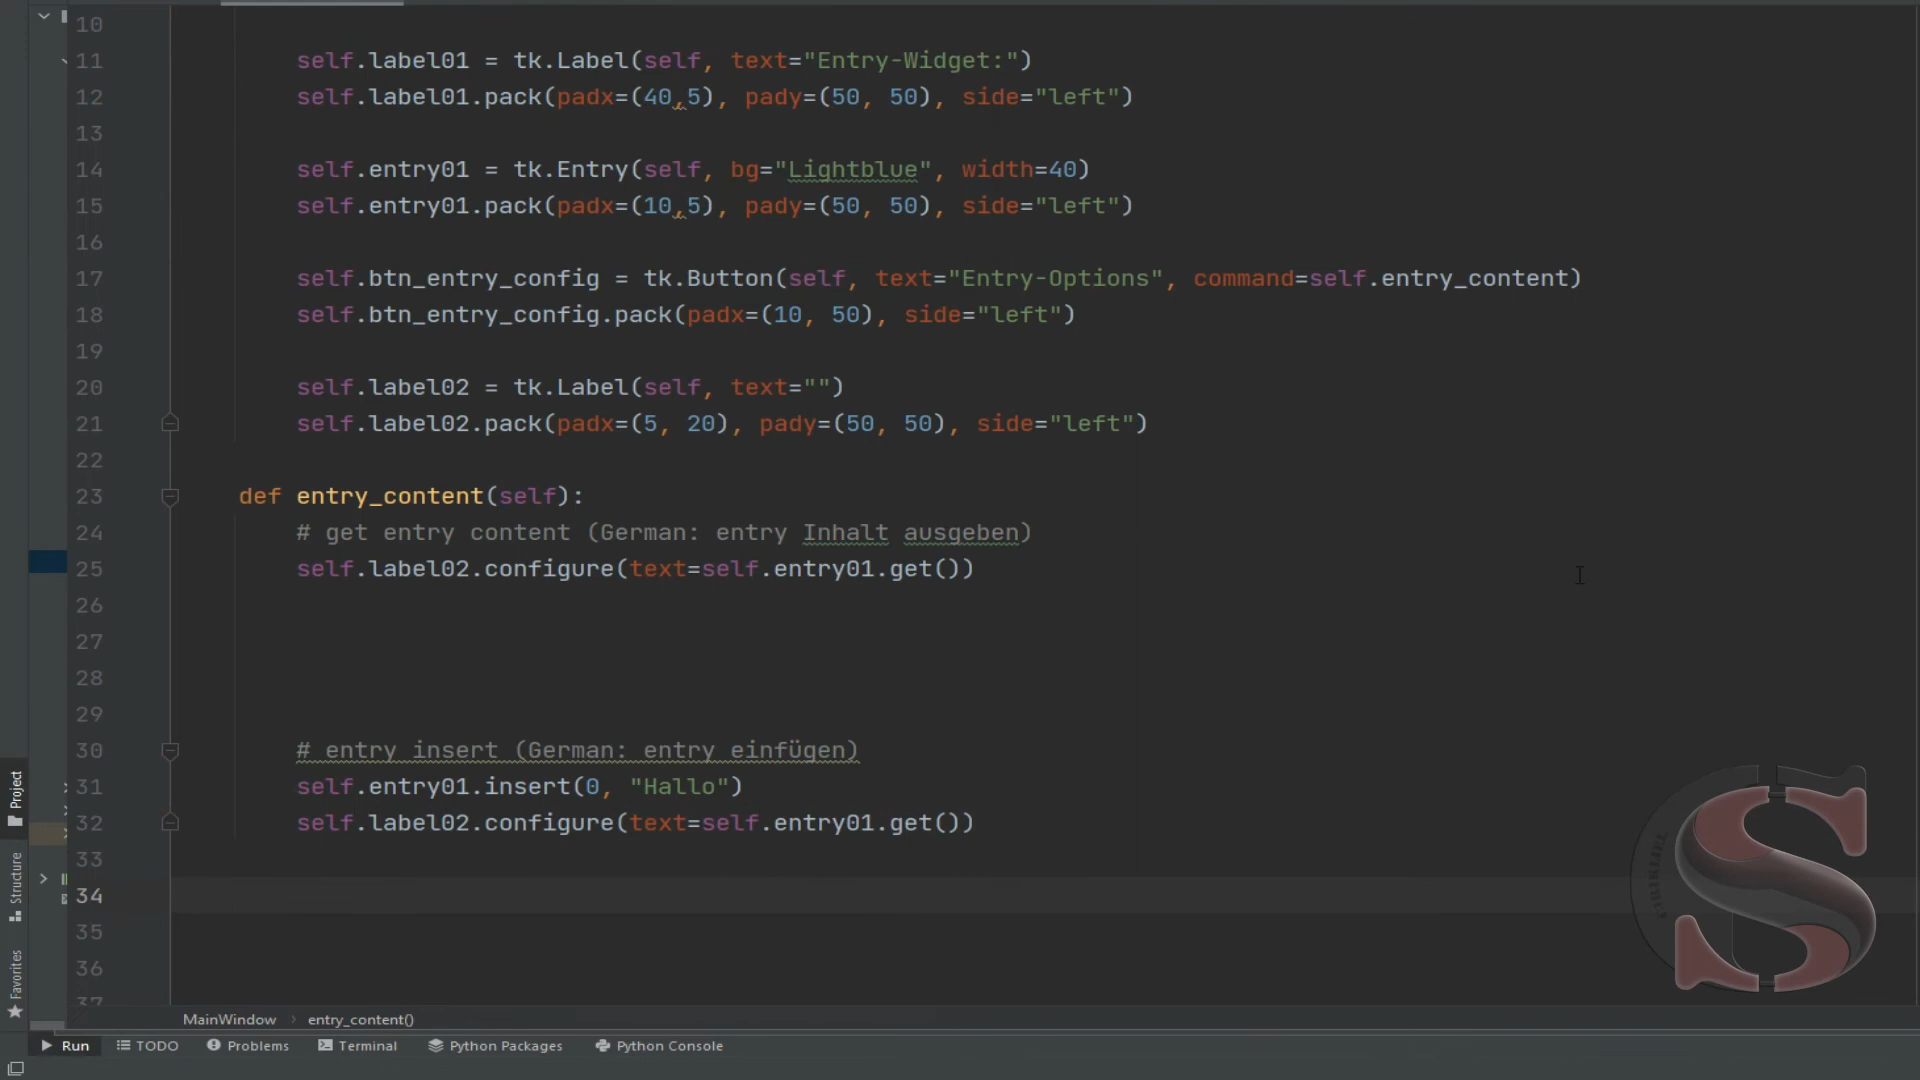 10
11 self.label01 = tk.Label(self, text="Entry-Widget:")
12 self.label01.pack(padx=(40,5), pady=(50, 50), side="left")
13
14 self.entry01 = tk.Entry(self, bg="Lightblue", width=40)
15 self.entry01.pack(padx=(10,5), pady=(50, 50), side="left")
16
17 self.btn_entry_config = tk.Button(self, text="Entry-Options", command=self.entry_content)
18 self.btn_entry_config.pack(padx=(10, 50), side="left")
19
20 self.label02 = tk.Label(self, text="")
21 self.label02.pack(padx=(5, 20), pady=(50, 50), side="left")
22
23 def entry_content(self):
24 # get entry content (German: entry Inhalt ausgeben)
25 self.label02.configure(text=self.entry01.get())
26
27
28
29
30 # entry insert (German: entry einfügen)
31 self.entry01.insert(0, "Hallo")
32 self.label02.configure(text=self.entry01.get())
33
34
35
36
37
Project
Structure
Favorites
MainWindow > entry_content()
Run TODO Problems Terminal Python Packages Python Console
S